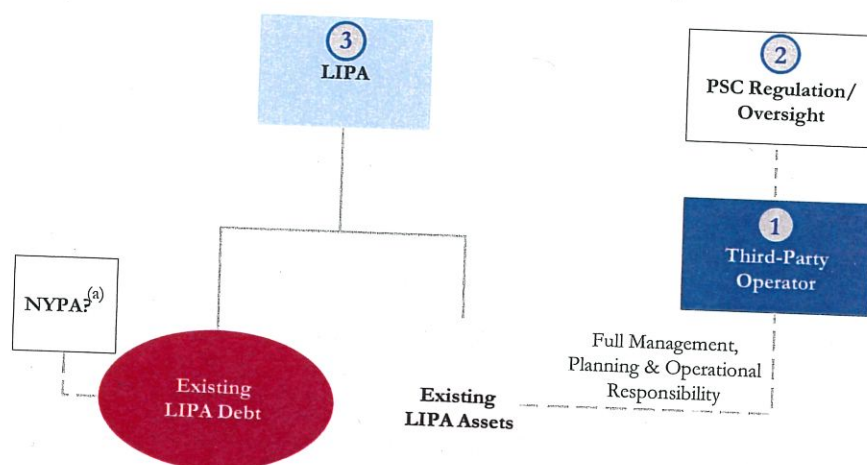 3
LIPA
2
PSC Regulation/
Oversight
1
Third-Party
Operator
NYPA?(a)
Full Management,
Planning & Operational
Responsibility
Existing
LIPA Debt
Existing
LIPA Assets